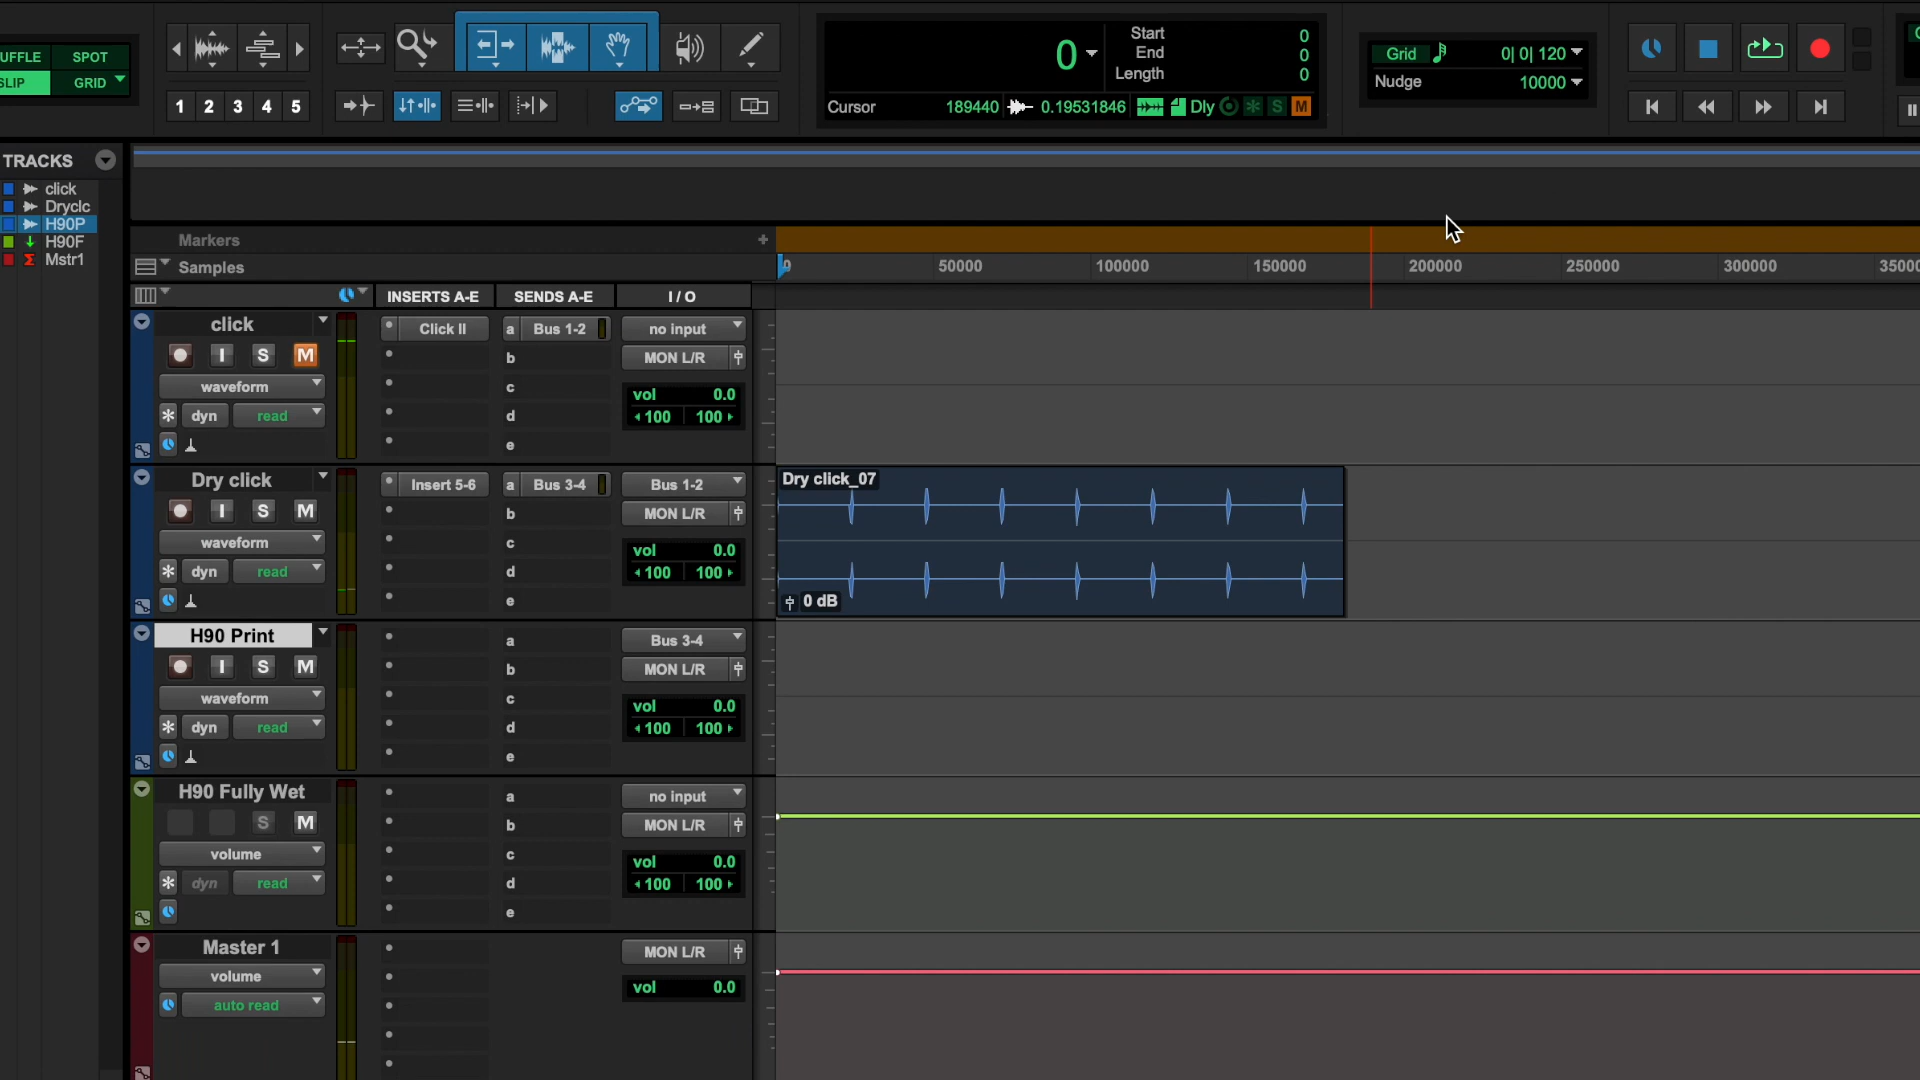 UFFLE SPOT
SLIP GRID
1 2 3 4 5
0
Start 0
End 0
Length 0
Cursor 189440 0.19531846 Dly S M
Grid 0| 0| 120
Nudge 10000
TRACKS
click
Dryclc
H90P
H90F
Mstr1
Markers
Samples
0 50000 100000 150000 200000 250000 300000 35000
INSERTS A-E SENDS A-E I / O
click
I S M
waveform
dyn read
Click II
a Bus 1-2
b
c
d
e
no input
MON L/R
vol 0.0
100 100
Dry click
I S M
waveform
dyn read
Insert 5-6
a Bus 3-4
b
c
d
e
Bus 1-2
MON L/R
vol 0.0
100 100
Dry click_07
0 dB
H90 Print
I S M
waveform
dyn read
a
b
c
d
e
Bus 3-4
MON L/R
vol 0.0
100 100
H90 Fully Wet
S M
volume
dyn read
a
b
c
d
e
no input
MON L/R
vol 0.0
100 100
Master 1
volume
auto read
MON L/R
vol 0.0